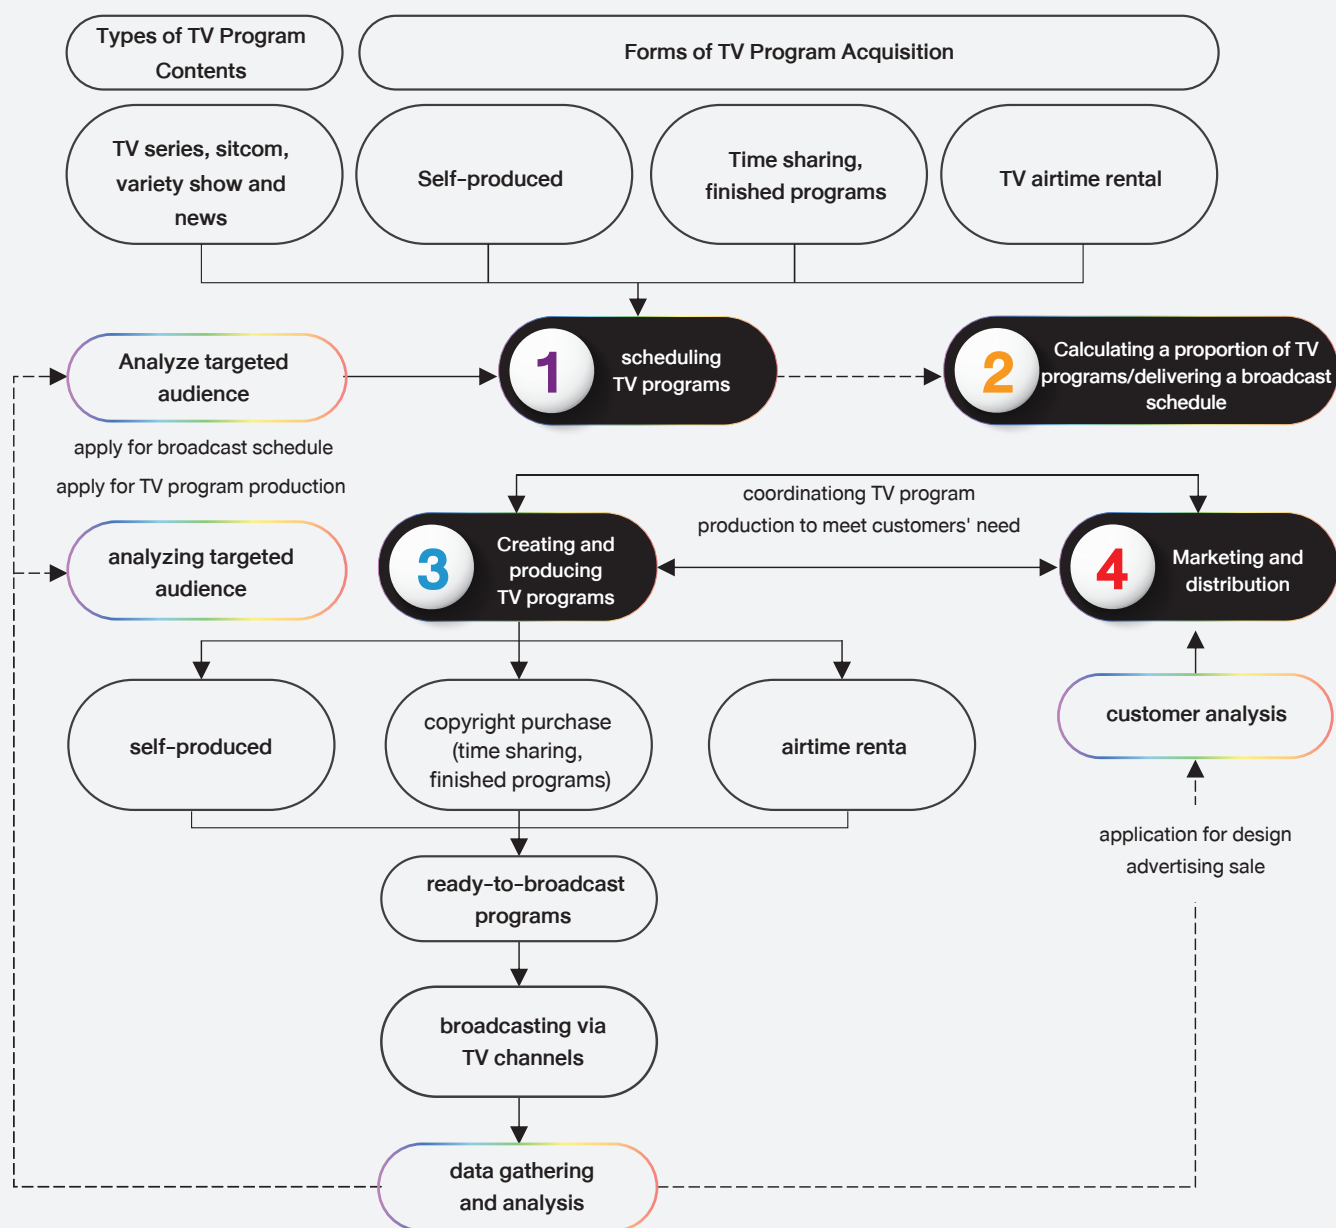 Types of TV Program
Contents
Forms of TV Program Acquisition
TV series, sitcom,
variety show and
news
Self-produced
Time sharing,
finished programs
TV airtime rental
Analyze targeted
audience
1
scheduling
TV programs
2
Calculating a proportion of TV
programs/delivering a broadcast
schedule
apply for broadcast schedule
apply for TV program production
analyzing targeted
audience
coordinationg TV program
production to meet customers' need
3
Creating and
producing
TV programs
4
Marketing and
distribution
self-produced
copyright purchase
(time sharing,
finished programs)
airtime renta
customer analysis
application for design
advertising sale
ready-to-broadcast
programs
broadcasting via
TV channels
data gathering
and analysis